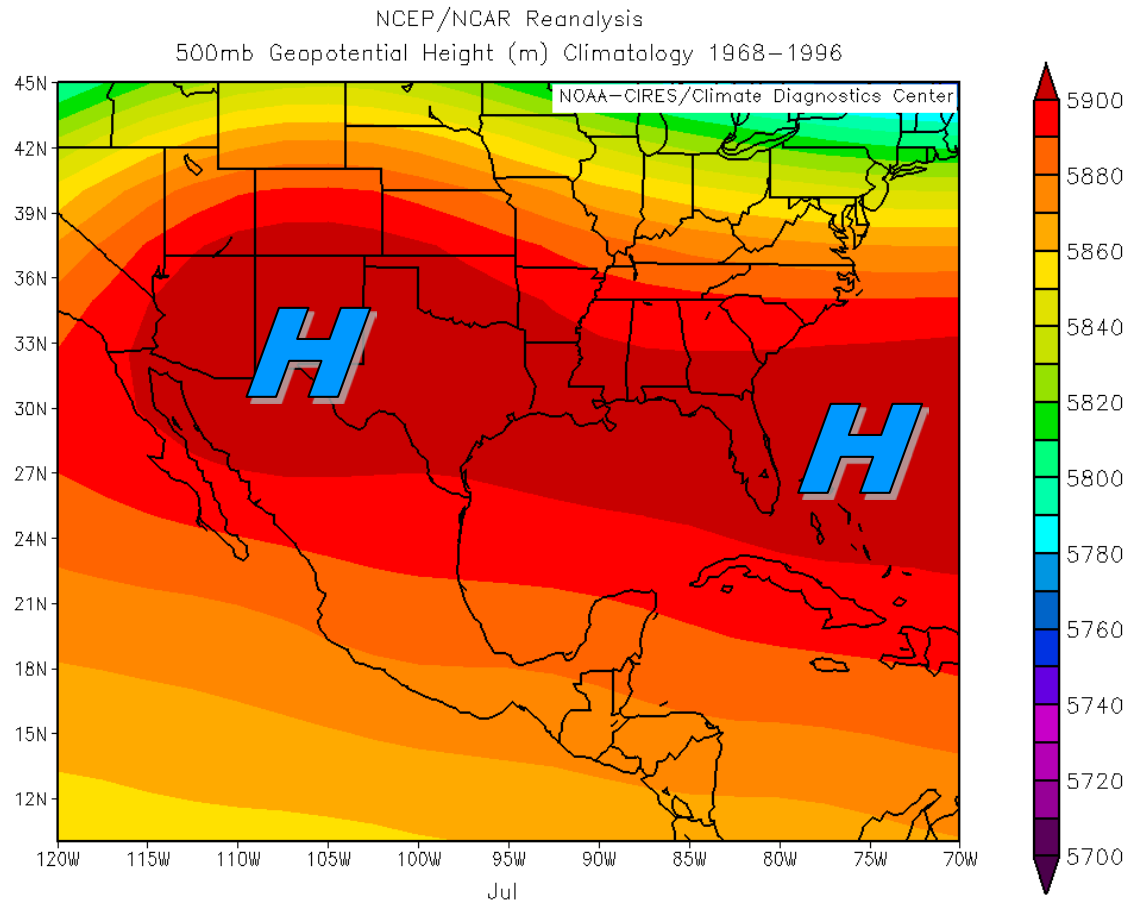 NCEP/NCAR Reanalysis
500mb Geopotential Height (m) Climatology 1968-1996
NOAA-CIRES/Climate Diagnostics Center
45N
42N
39N
36N
33N
30N
27N
24N
21N
18N
15N
12N
H
H
120W 115W 110W 105W 100W 95W 90W 85W 80W 75W 70W
Jul
5900
5880
5860
5840
5820
5800
5780
5760
5740
5720
5700